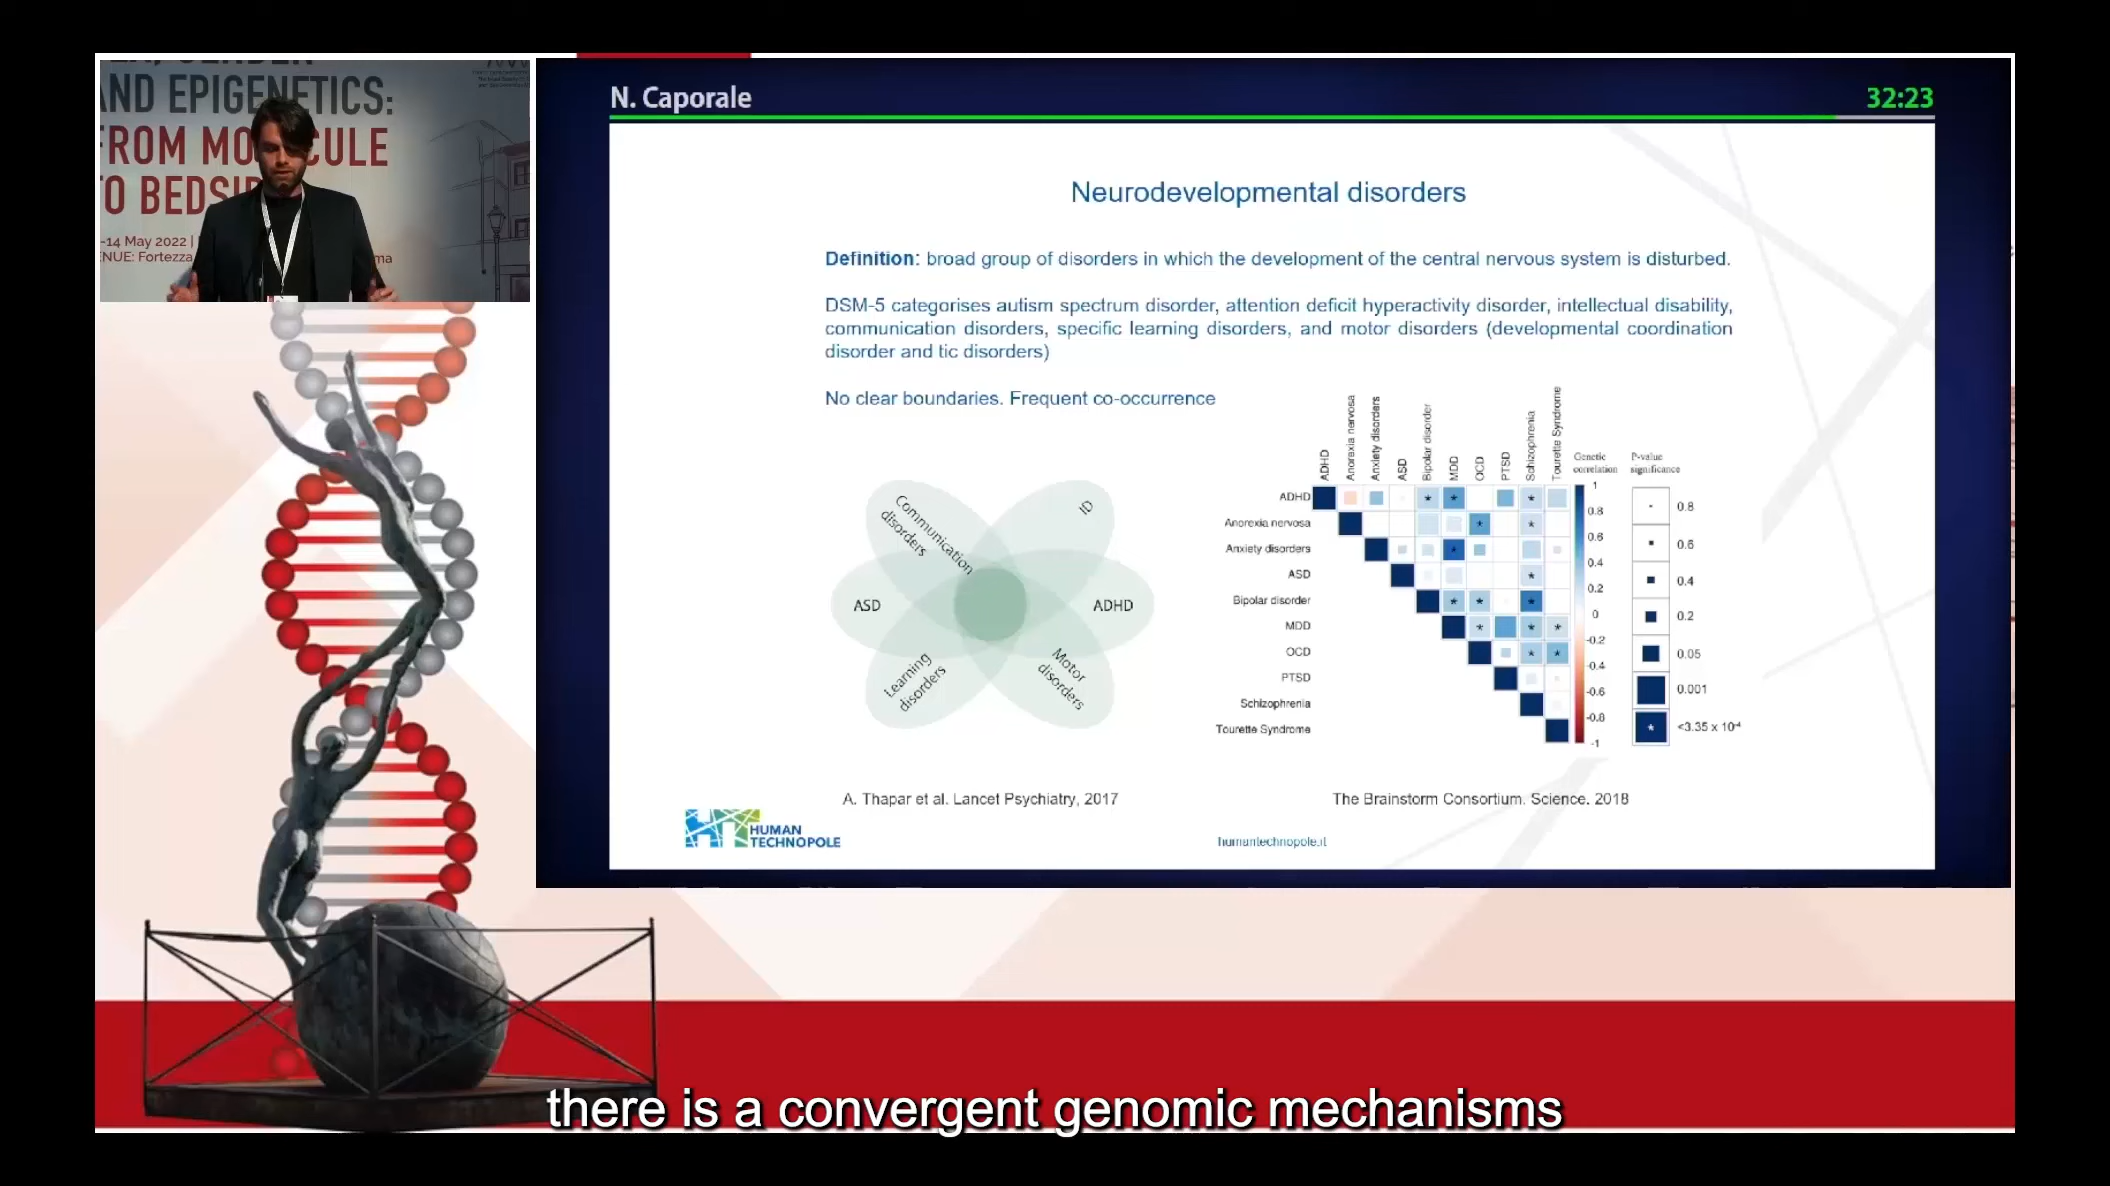 AND EPIGENETICS:
FROM MOLECULE
TO BEDSI
-14 May 2022 |
ENUE: Fortezza
ma
N. Caporale
32:23
Neurodevelopmental disorders
Definition: broad group of disorders in which the development of the central nervous system is disturbed.
DSM-5 categorises autism spectrum disorder, attention deficit hyperactivity disorder, intellectual disability,
communication disorders, specific learning disorders, and motor disorders (developmental coordination
disorder and tic disorders)
No clear boundaries. Frequent co-occurrence
Communication
disorders
ID
ASD
ADHD
Learning
disorders
Motor
disorders
A. Thapar et al. Lancet Psychiatry, 2017
ADHD
Anorexia nervosa
Anxiety disorders
ASD
Bipolar disorder
MDD
OCD
PTSD
Schizophrenia
Tourette Syndrome
Genetic
correlation
P-value
significance
ADHD
Anorexia nervosa
Anxiety disorders
ASD
Bipolar disorder
MDD
OCD
PTSD
Schizophrenia
Tourette Syndrome
1
0.8
0.6
0.4
0.2
0
-0.2
-0.4
-0.6
-0.8
-1
0.8
0.6
0.4
0.2
0.05
0.001
<3.35 x 10⁻⁴
The Brainstorm Consortium. Science. 2018
HT HUMAN
TECHNOPOLE
humantechnopole.it
there is a convergent genomic mechanisms